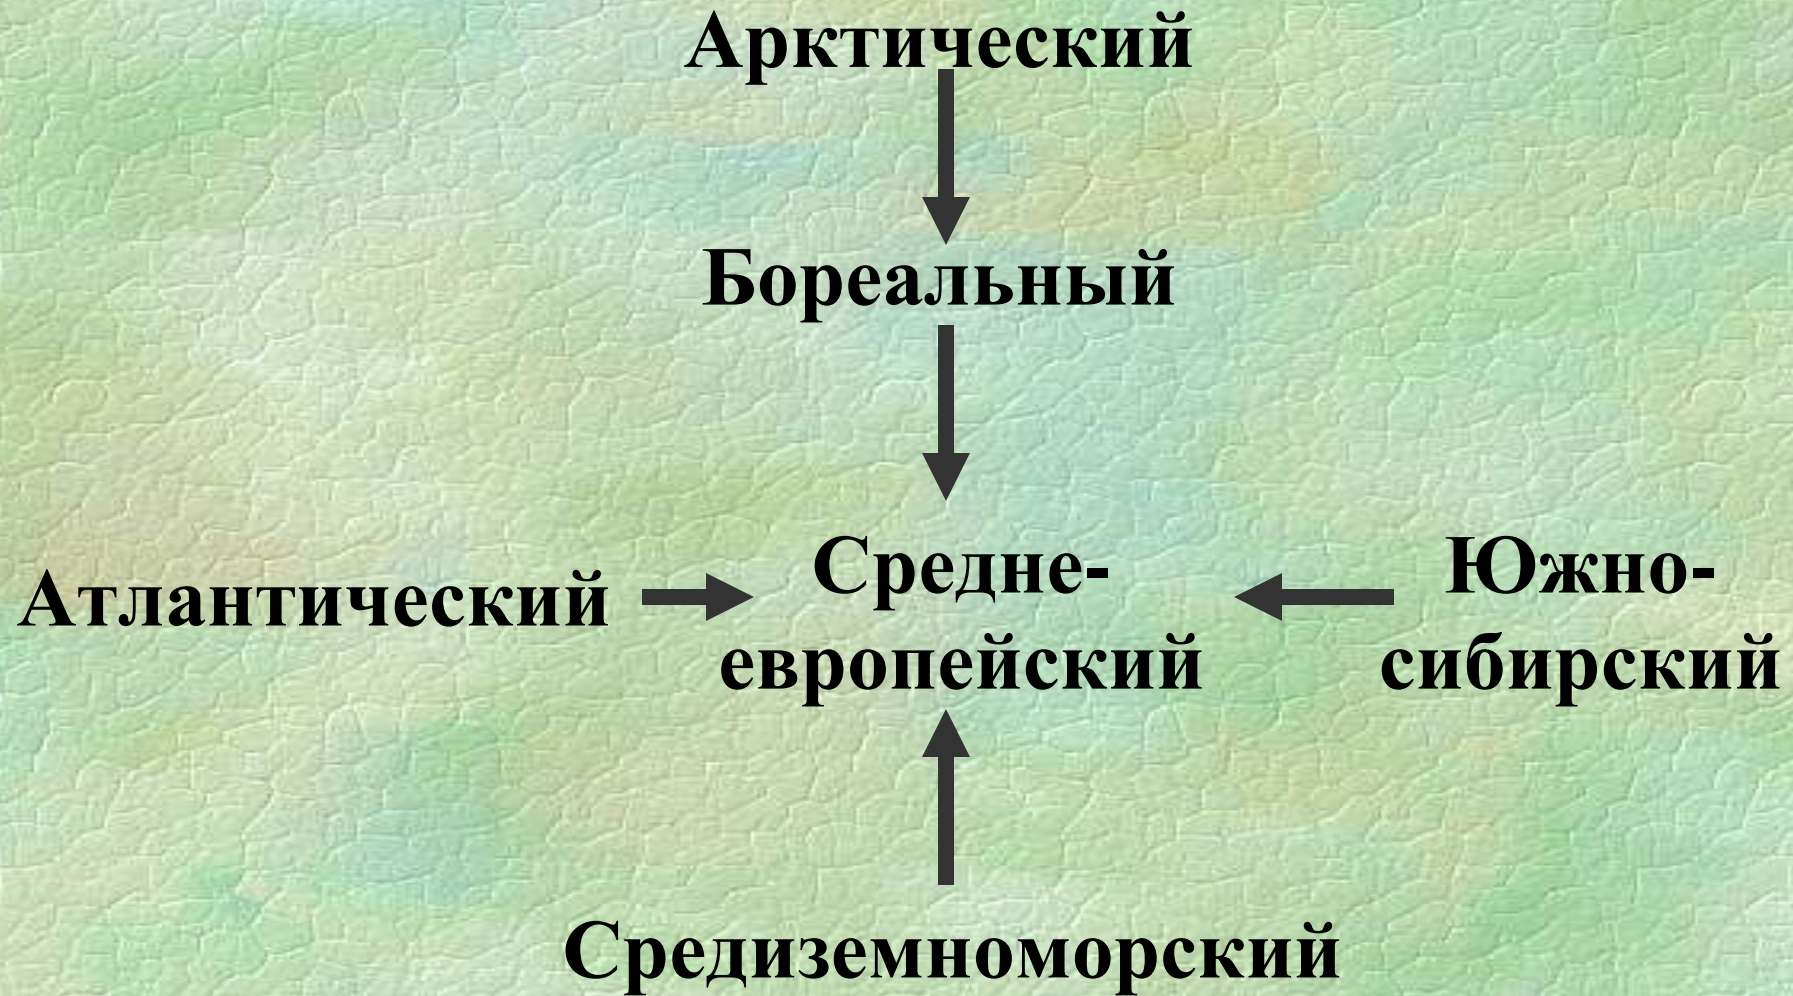 Арктический
Бореальный
Атлантический
Средне-
европейский
Южно-
сибирский
Средиземноморский